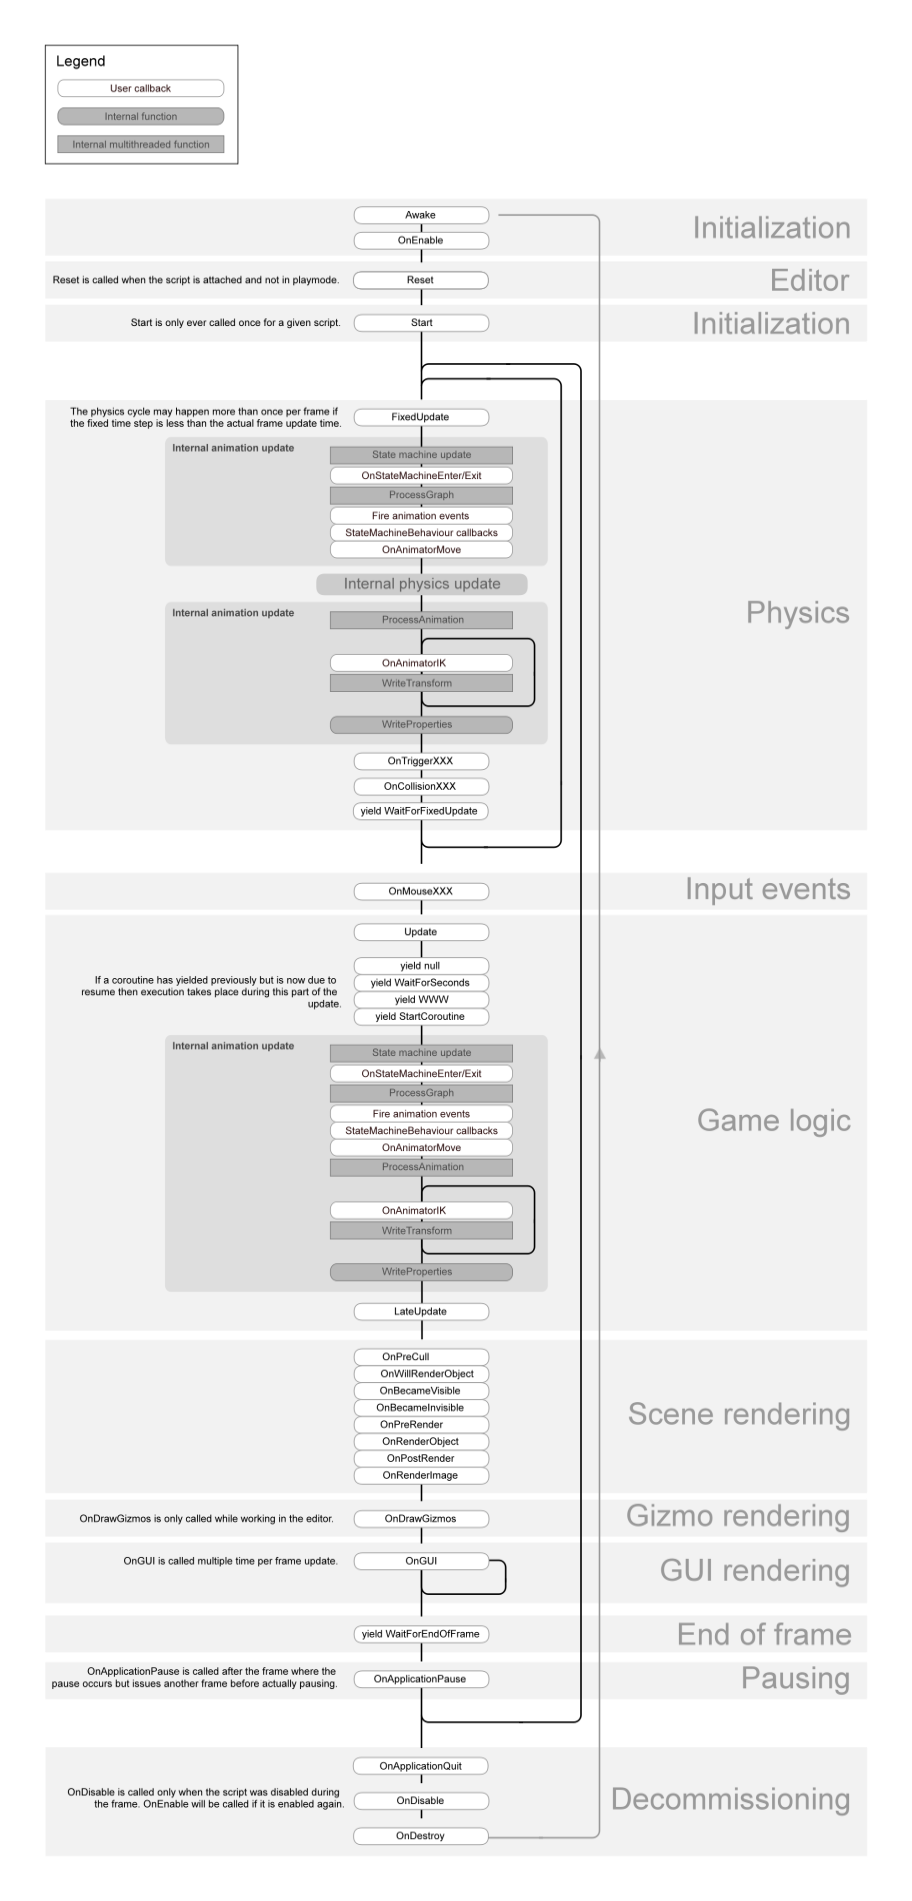 Legend
User callback
Internal function
Internal multithreaded function
Awake
Initialization
OnEnable
Reset is called when the script is attached and not in playmode.
Reset
Editor
Start is only ever called once for a given script.
Start
Initialization
The physics cycle may happen more than once per frame if
the fixed time step is less than the actual frame update time.
FixedUpdate
Internal animation update
State machine update
OnStateMachineEnter/Exit
ProcessGraph
Fire animation events
StateMachineBehaviour callbacks
OnAnimatorMove
Internal physics update
Physics
Internal animation update
ProcessAnimation
OnAnimatorIK
WriteTransform
WriteProperties
OnTriggerXXX
OnCollisionXXX
yield WaitForFixedUpdate
OnMouseXXX
Input events
Update
If a coroutine has yielded previously but is now due to
resume then execution takes place during this part of the
update.
yield null
yield WaitForSeconds
yield WWW
yield StartCoroutine
Internal animation update
State machine update
OnStateMachineEnter/Exit
ProcessGraph
Fire animation events
StateMachineBehaviour callbacks
OnAnimatorMove
ProcessAnimation
Game logic
OnAnimatorIK
WriteTransform
WriteProperties
LateUpdate
OnPreCull
OnWillRenderObject
OnBecameVisible
OnBecameInvisible
OnPreRender
OnRenderObject
OnPostRender
OnRenderImage
Scene rendering
OnDrawGizmos is only called while working in the editor.
OnDrawGizmos
Gizmo rendering
OnGUI is called multiple time per frame update.
OnGUI
GUI rendering
yield WaitForEndOfFrame
End of frame
OnApplicationPause is called after the frame where the
pause occurs but issues another frame before actually pausing.
OnApplicationPause
Pausing
OnApplicationQuit
OnDisable is called only when the script was disabled during
the frame. OnEnable will be called if it is enabled again.
OnDisable
Decommissioning
OnDestroy